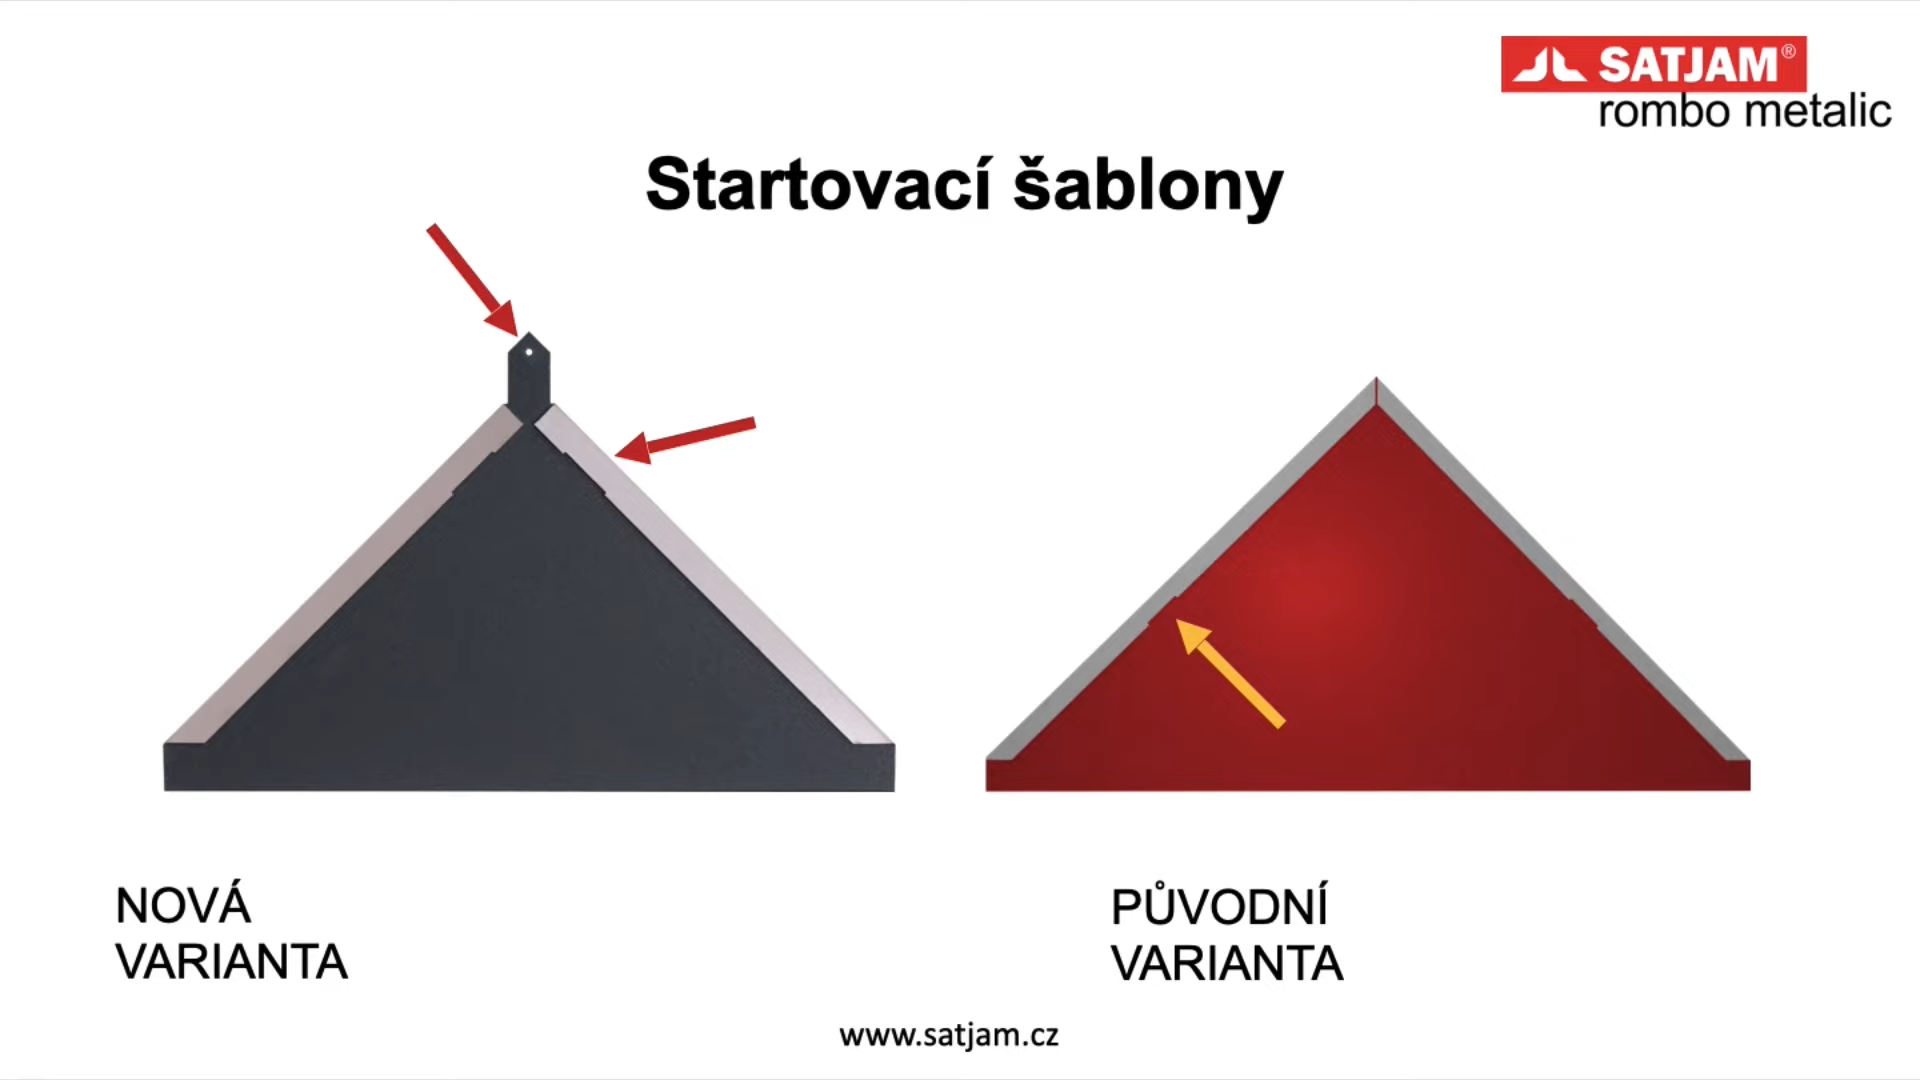 SATJAM®
rombo metalic
Startovací šablony
NOVÁ
VARIANTA
PŮVODNÍ
VARIANTA
www.satjam.cz